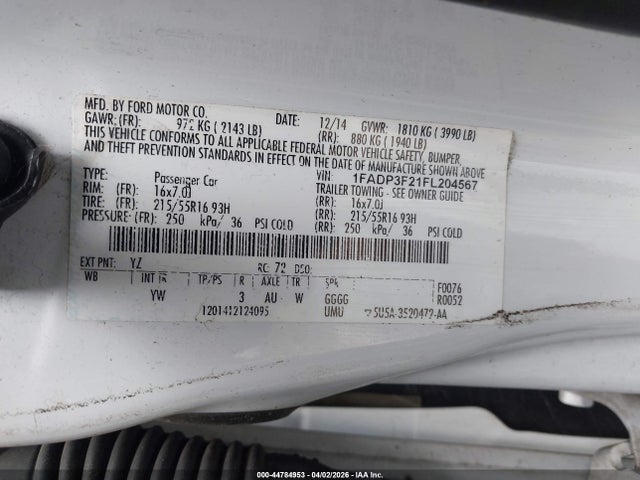 MFD. BY FORD MOTOR CO.
DATE: 12/14 GVWR: 1810 KG ( 3990 LB)
GAWR: (FR): 972 KG ( 2143 LB) (RR): 880 KG ( 1940 LB)
THIS VEHICLE CONFORMS TO ALL APPLICABLE FEDERAL MOTOR VEHICLE SAFETY, BUMPER,
AND THEFT PREVENTION STANDARDS IN EFFECT ON THE DATE OF MANUFACTURE SHOWN ABOVE
VIN: 1FADP3F21FL204567
TYPE: Passenger Car TRAILER TOWING - SEE OWNER GUIDE
RIM: 16x7.0J (RR): 16x7.0J
TIRE: 215/55R16 93H (RR): 215/55R16 93H
PRESSURE: (FR): 250 kPa/ 36 PSI COLD (RR): 250 kPa/ 36 PSI COLD
EXT PNT: YZ RC: 72 DSO:
WB INT TR TP/PS R AXLE TR SPR F0076
YW 3 AU W GGGG R0052
1201412124095 UMU 5U5A-3520472-AA
000-44784953 - 04/02/2026 - IAA Inc.